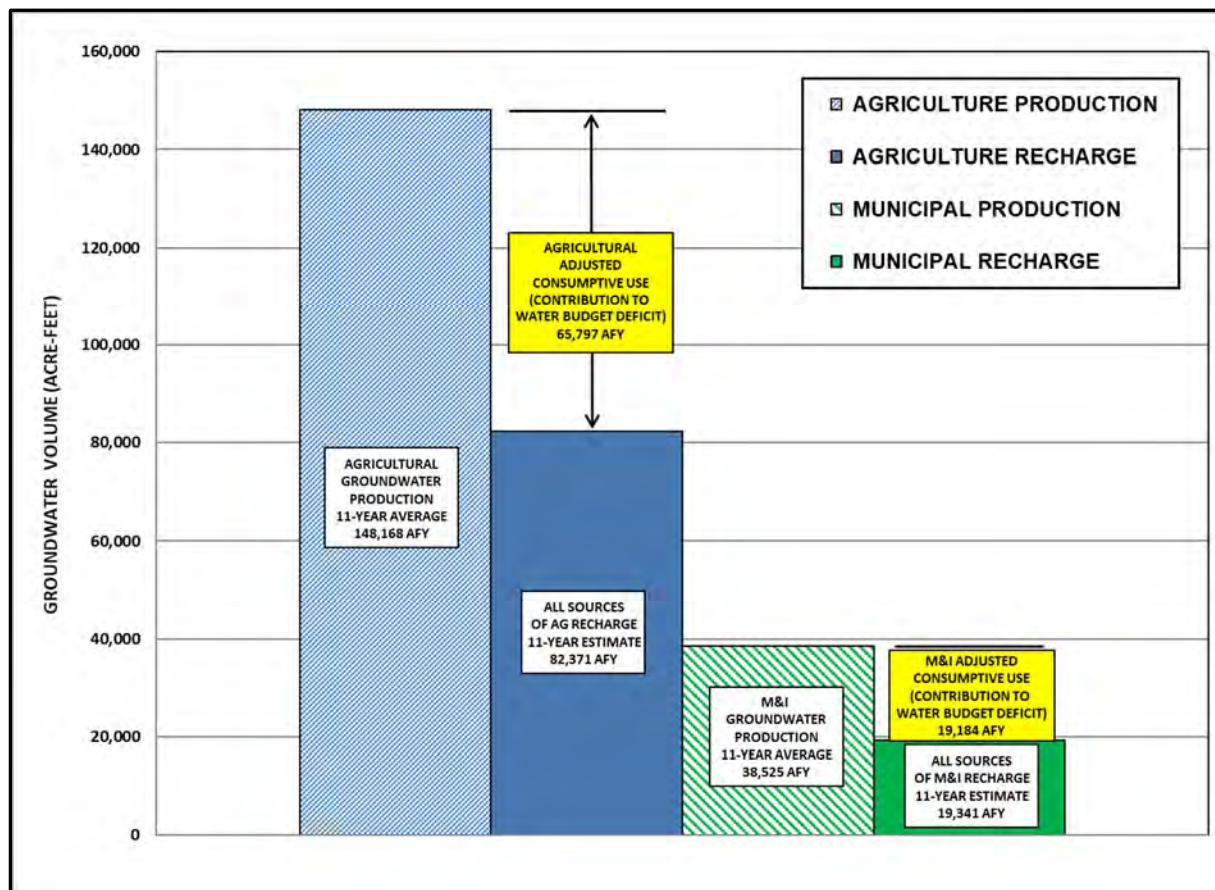 160,000
140,000
120,000
100,000
80,000
60,000
40,000
20,000
0
GROUNDWATER VOLUME (ACRE-FEET)
AGRICULTURE PRODUCTION
AGRICULTURE RECHARGE
MUNICIPAL PRODUCTION
MUNICIPAL RECHARGE
AGRICULTURAL
ADJUSTED
CONSUMPTIVE USE
(CONTRIBUTION TO
WATER BUDGET DEFICIT)
65,797 AFY
AGRICULTURAL
GROUNDWATER
PRODUCTION
11-YEAR AVERAGE
148,168 AFY
ALL SOURCES
OF AG RECHARGE
11-YEAR ESTIMATE
82,371 AFY
M&I
GROUNDWATER
PRODUCTION
11-YEAR AVERAGE
38,525 AFY
M&I ADJUSTED
CONSUMPTIVE USE
(CONTRIBUTION TO
WATER BUDGET DEFICIT)
19,184 AFY
ALL SOURCES
OF M&I RECHARGE
11-YEAR ESTIMATE
19,341 AFY